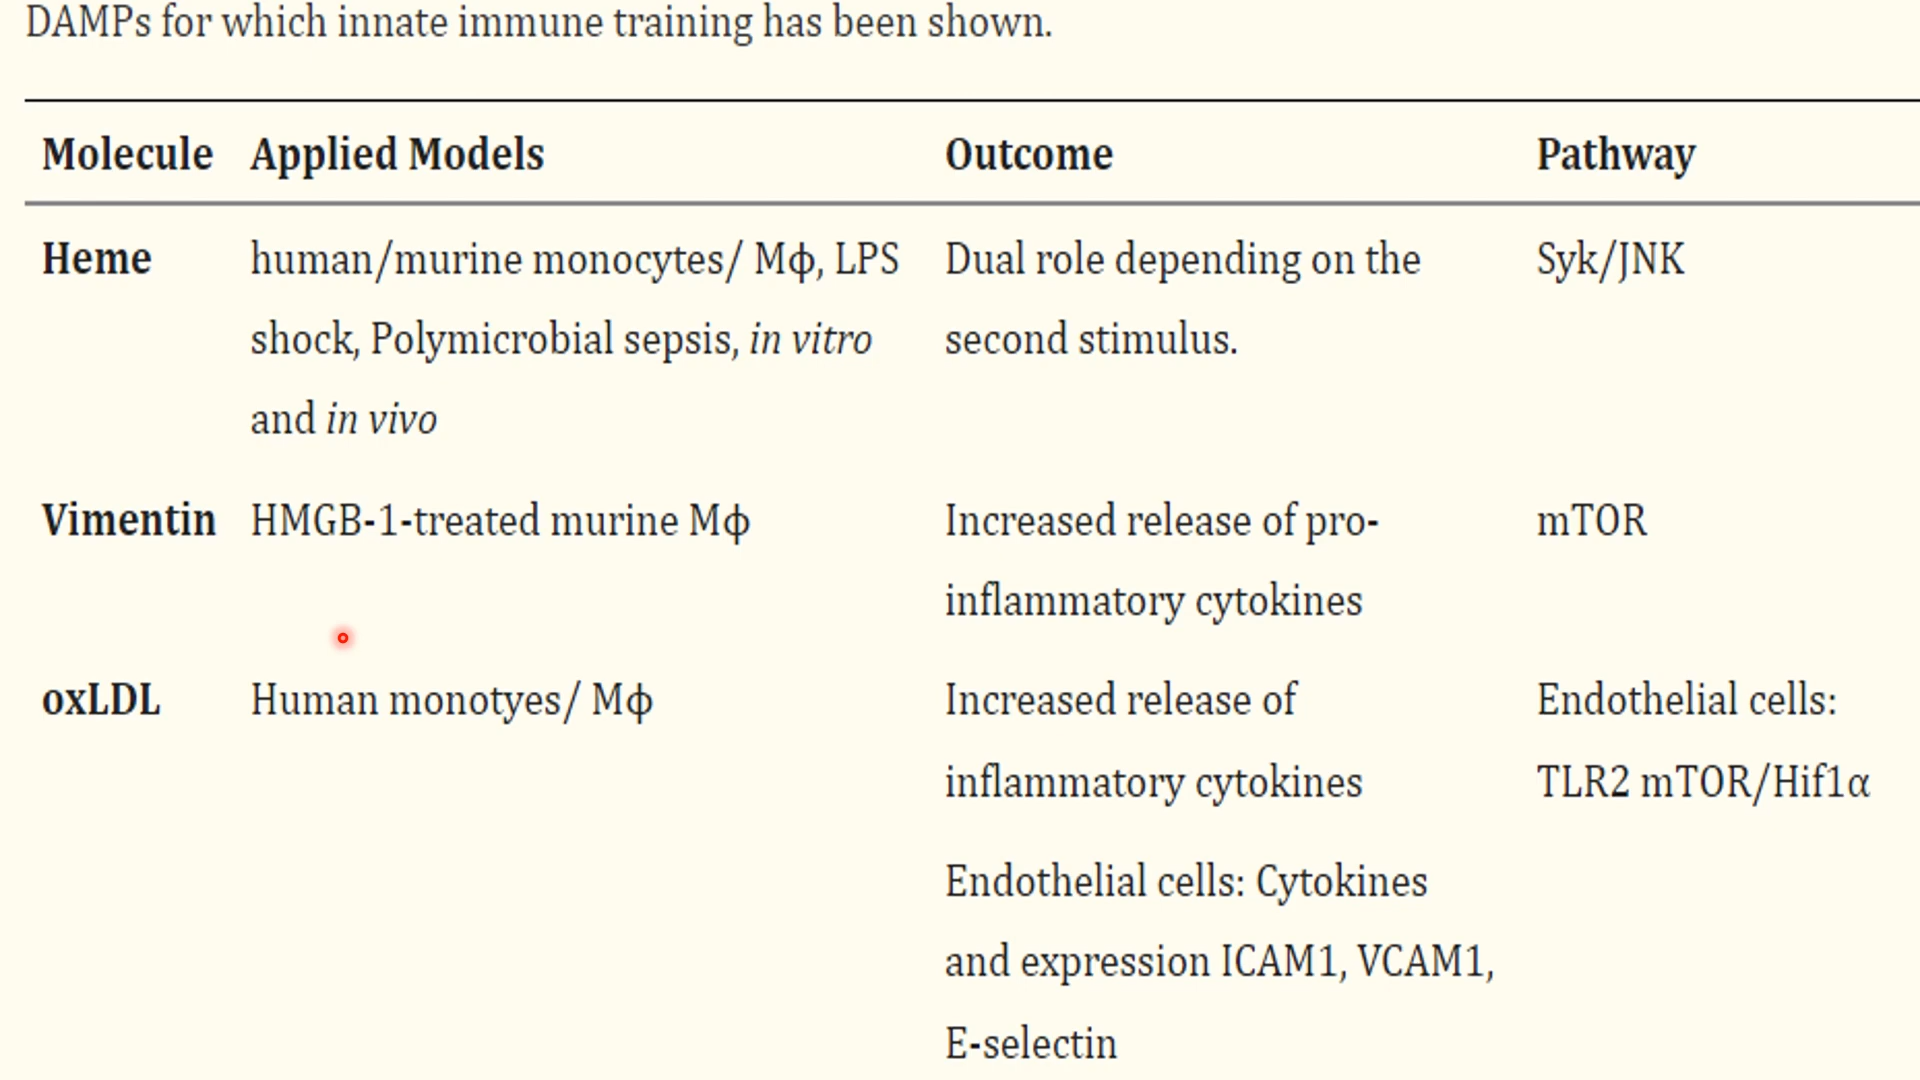 DAMPs for which innate immune training has been shown.
Molecule Applied Models Outcome Pathway
Heme human/murine monocytes/ Mϕ, LPS Dual role depending on the Syk/JNK
shock, Polymicrobial sepsis, in vitro second stimulus.
and in vivo
Vimentin HMGB-1-treated murine Mϕ Increased release of pro- mTOR
inflammatory cytokines
oxLDL Human monotyes/ Mϕ Increased release of Endothelial cells:
inflammatory cytokines TLR2 mTOR/Hif1α
Endothelial cells: Cytokines
and expression ICAM1, VCAM1,
E-selectin